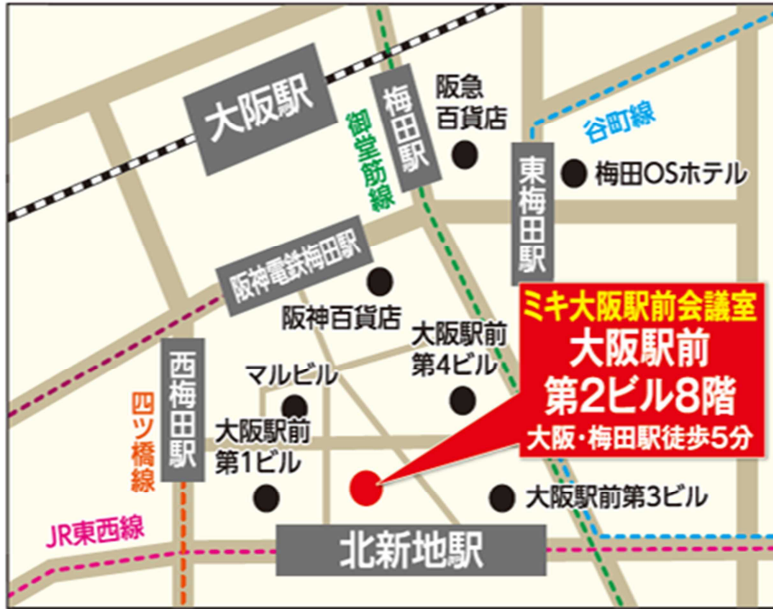 大阪駅
梅田駅
御堂筋線
阪急
百貨店
谷町線
東梅田駅
梅田OSホテル
阪神電鉄梅田駅
阪神百貨店
ミキ大阪駅前会議室
大阪駅前
第2ビル8階
大阪・梅田駅徒歩5分
大阪駅前
第4ビル
マルビル
西梅田駅
四ツ橋線
大阪駅前
第1ビル
大阪駅前第3ビル
JR東西線
北新地駅